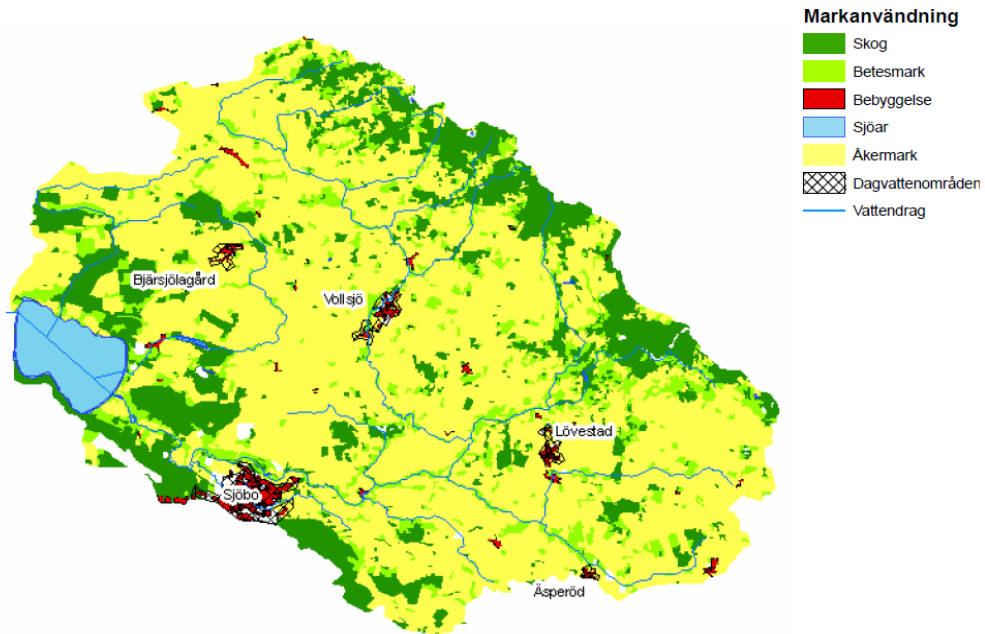 Markanvändning
Skog
Betesmark
Bebyggelse
Sjöar
Åkermark
Dagvattenområden
Vattendrag
Bjärsjölagård
Vollsjö
Lövestad
Sjöbo
Äsperöd